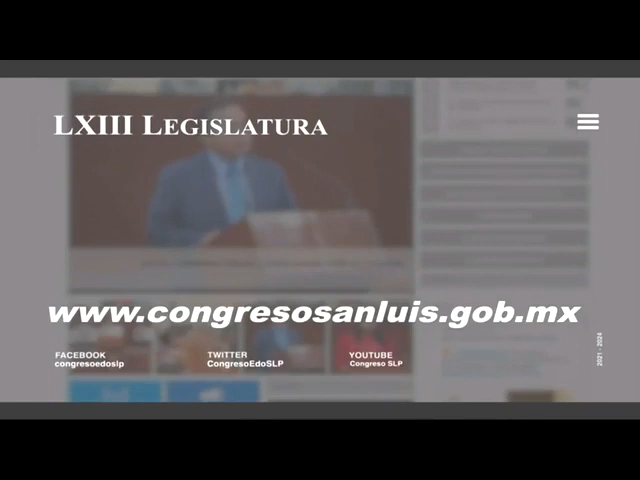 LXIII LEGISLATURA
www.congresosanluis.gob.mx
FACEBOOK
congresoedoslp
TWITTER
CongresoEdoSLP
YOUTUBE
Congreso SLP
2021 - 2024